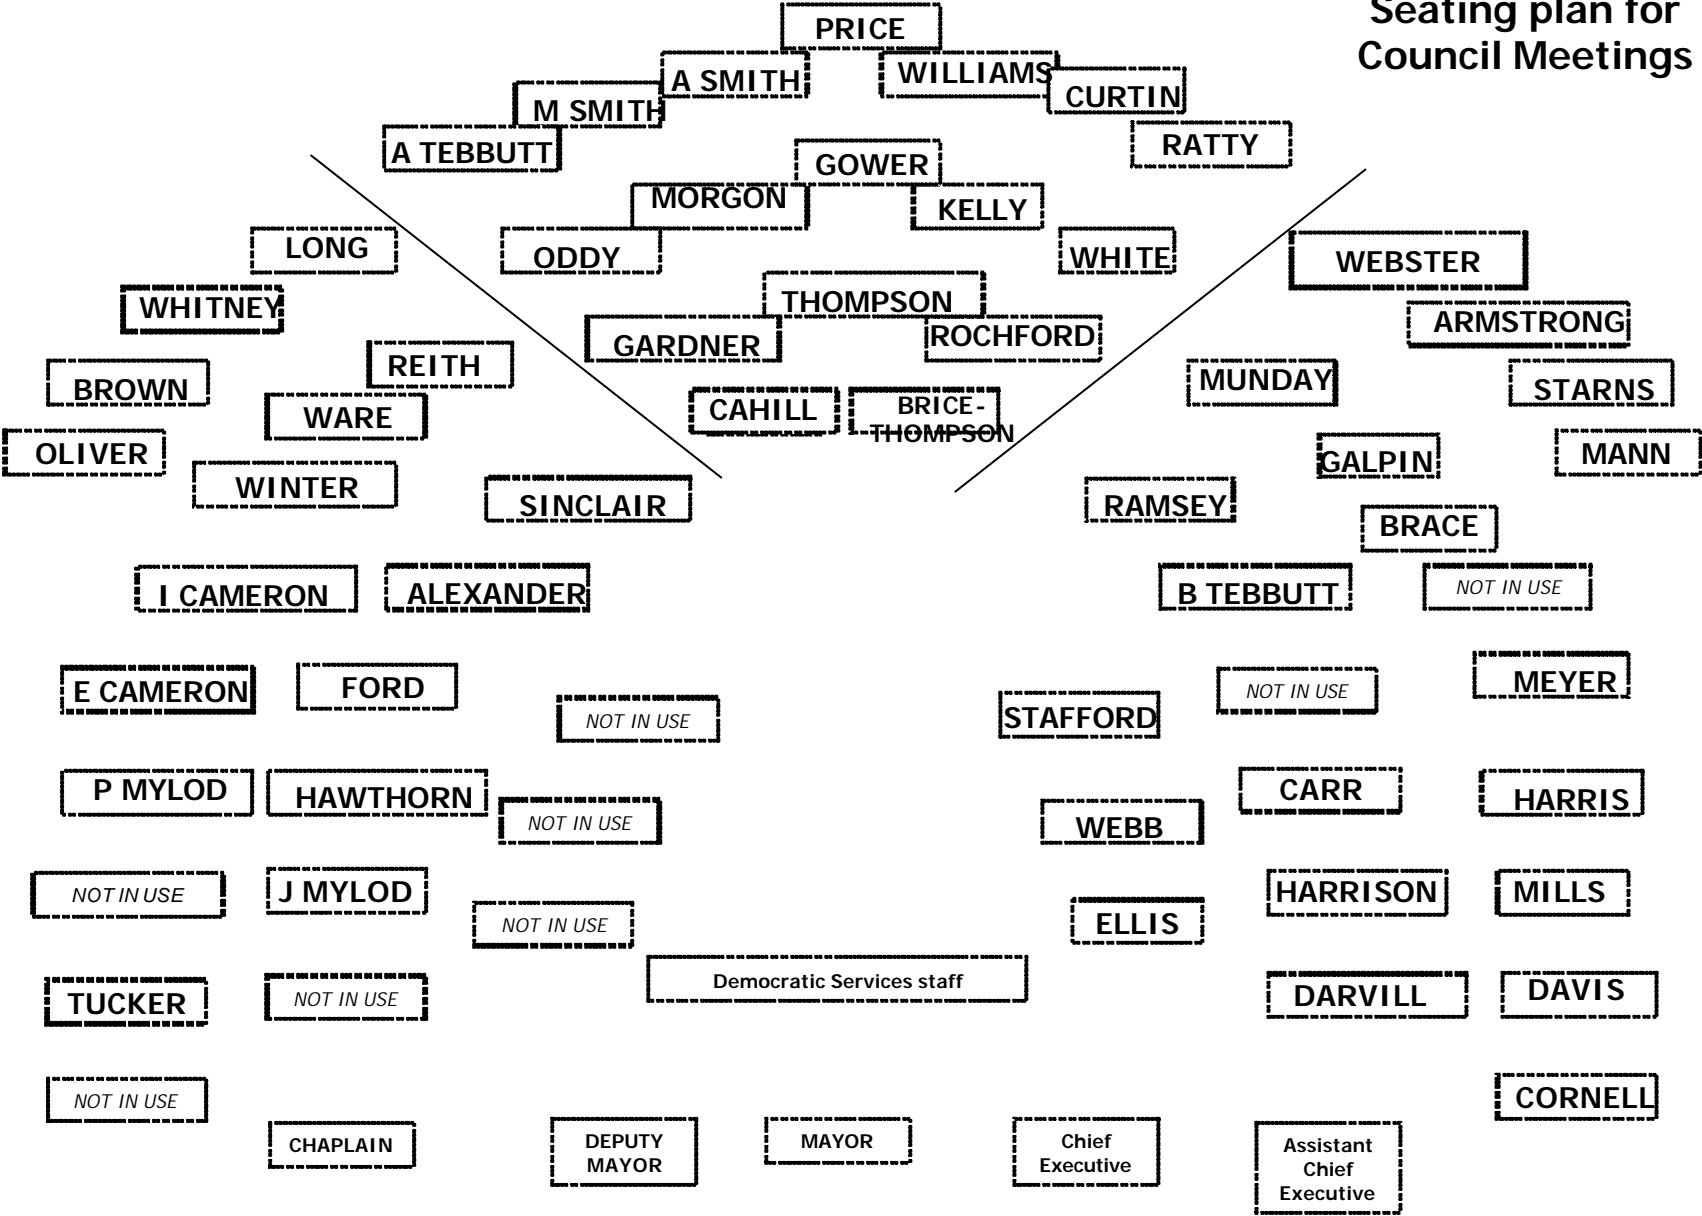 Seating plan for
Council Meetings
PRICE
A SMITH
WILLIAMS
M SMITH
CURTIN
A TEBBUTT
RATTY
GOWER
MORGON
KELLY
LONG
ODDY
WHITE
WEBSTER
WHITNEY
THOMPSON
ARMSTRONG
GARDNER
ROCHFORD
REITH
BROWN
MUNDAY
STARNS
WARE
CAHILL
BRICE-
THOMPSON
OLIVER
GALPIN
MANN
WINTER
SINCLAIR
RAMSEY
BRACE
I CAMERON
ALEXANDER
B TEBBUTT
NOT IN USE
E CAMERON
FORD
NOT IN USE
STAFFORD
NOT IN USE
MEYER
P MYLOD
HAWTHORN
NOT IN USE
WEBB
CARR
HARRIS
NOT IN USE
J MYLOD
NOT IN USE
ELLIS
HARRISON
MILLS
Democratic Services staff
TUCKER
NOT IN USE
DARVILL
DAVIS
NOT IN USE
CORNELL
CHAPLAIN
DEPUTY
MAYOR
MAYOR
Chief
Executive
Assistant
Chief
Executive